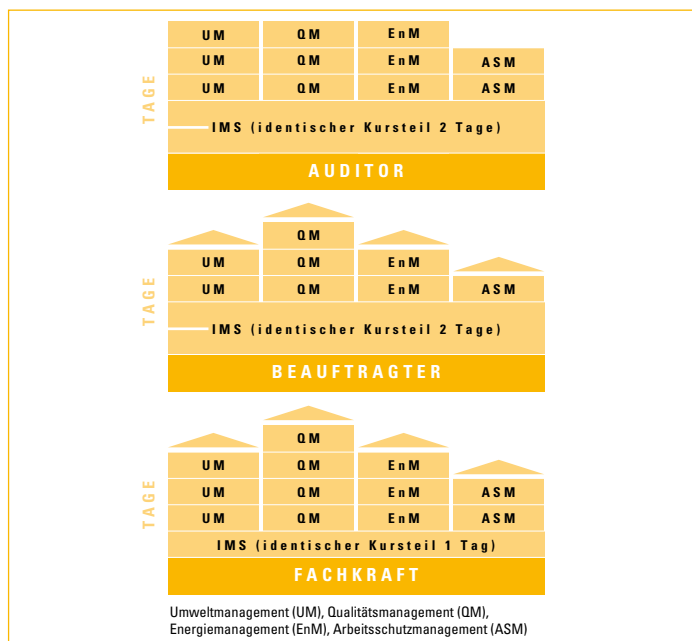 UM QM EnM
UM QM EnM ASM
UM QM EnM ASM
TAGE
IMS (identischer Kursteil 2 Tage)
AUDITOR
QM
UM QM EnM
UM QM EnM ASM
TAGE
IMS (identischer Kursteil 2 Tage)
BEAUFTRAGTER
QM
UM QM EnM
UM QM EnM ASM
UM QM EnM ASM
TAGE
IMS (identischer Kursteil 1 Tag)
FACHKRAFT
Umweltmanagement (UM), Qualitätsmanagement (QM),
Energiemanagement (EnM), Arbeitsschutzmanagement (ASM)